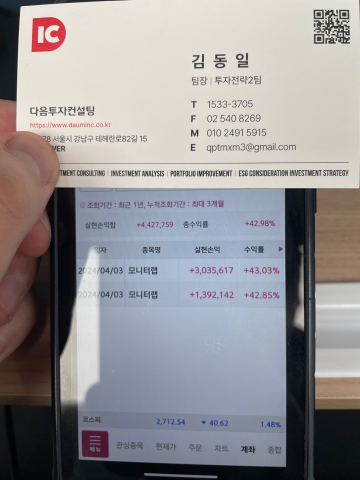 IC
김 동 일
팀장 | 투자전략2팀
다음투자컨설팅
https://www.dauminc.co.kr
서울시 강남구 테헤란로82길 15
T 1533-3705
F 02 540 8269
M 010 2491 5915
E qptmxm3@gmail.com
TMENT CONSULTING | INVESTMENT ANALYSIS | PORTFOLIO IMPROVEMENT | ESG CONSIDERATION INVESTMENT STRATEGY
조회기간 : 최근 1년, 누적조회기간 : 최대 3개월
실현손익합 +4,427,759 총수익률 +42.98%
일자 종목명 실현손익 수익률
2024/04/03 모니터랩 +3,035,617 +43.03%
2024/04/03 모니터랩 +1,392,142 +42.85%
코스피 2,712.54 ▼ 40.62 1.48%
메뉴 관심종목 현재가 주문 차트 계좌 종합